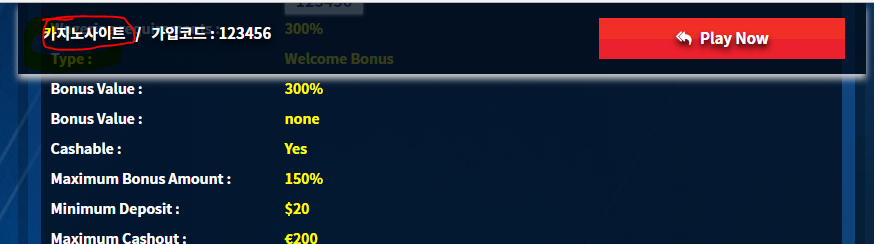 123456
카지노사이트 / 가입코드 : 123456
Play Now
300%
Type : Welcome Bonus
Bonus Value : 300%
Bonus Value : none
Cashable : Yes
Maximum Bonus Amount : 150%
Minimum Deposit : $20
Maximum Cashout : €200